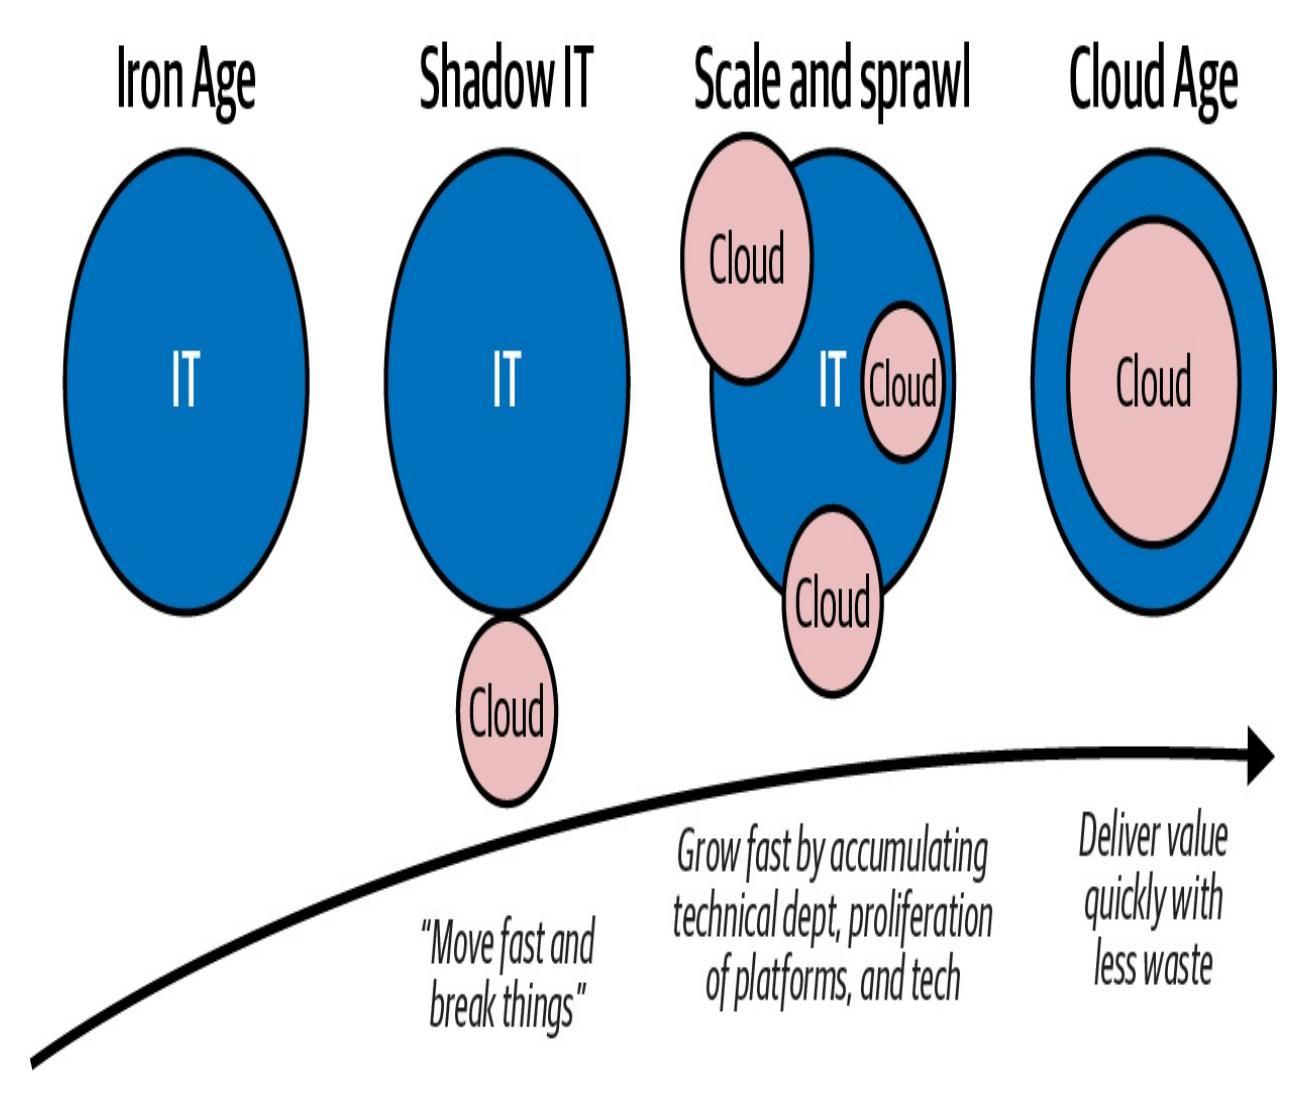 Iron Age
Shadow IT
Scale and sprawl
Cloud Age
IT
IT
Cloud
Cloud
IT
Cloud
Cloud
Cloud
“Move fast and
break things”
Grow fast by accumulating
technical dept, proliferation
of platforms, and tech
Deliver value
quickly with
less waste